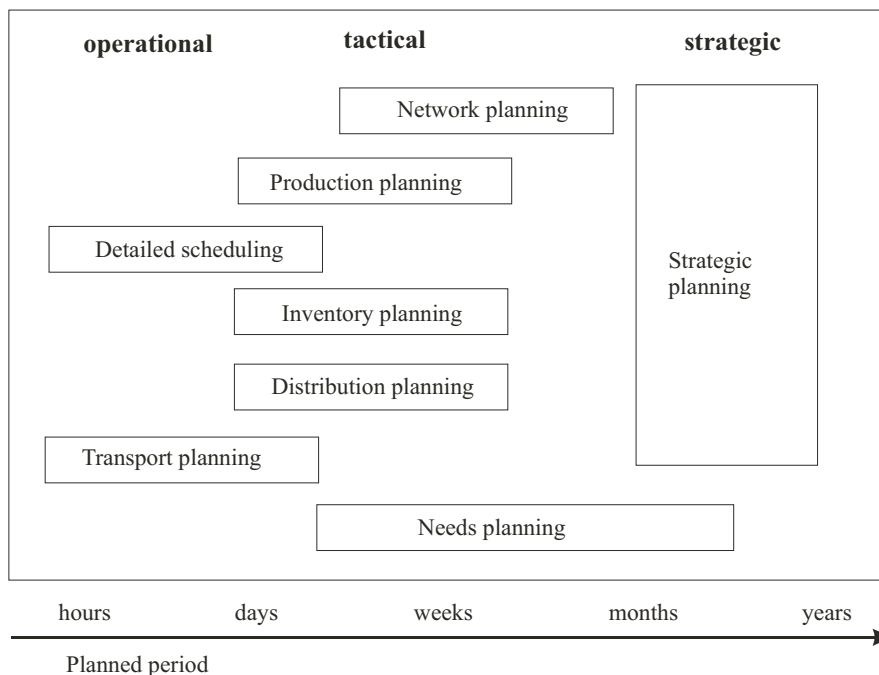 operational tactical strategic
Network planning
Production planning
Detailed scheduling
Strategic
planning
Inventory planning
Distribution planning
Transport planning
Needs planning
hours days weeks months years
Planned period